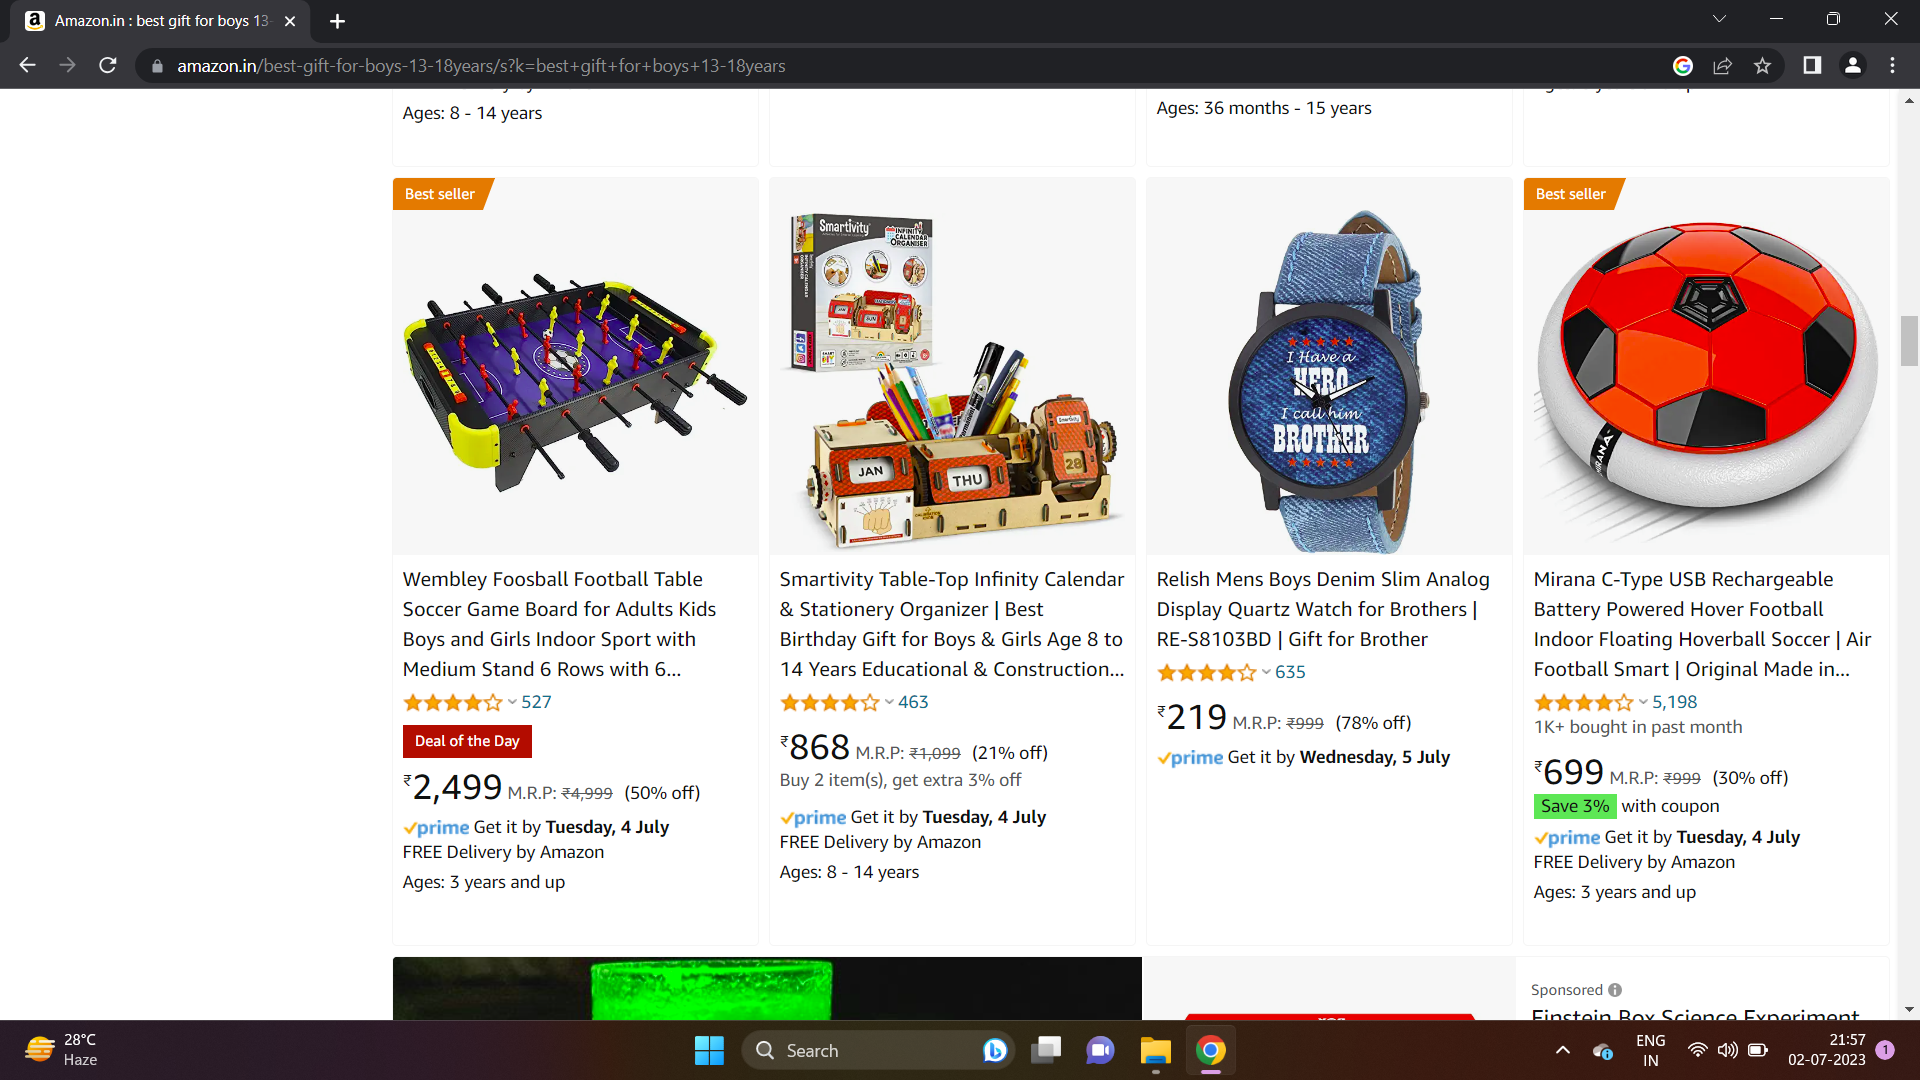 Amazon.in : best gift for boys 13-
amazon.in/best-gift-for-boys-13-18years/s?k=best+gift+for+boys+13-18years
Ages: 8 - 14 years
Ages: 36 months - 15 years
Best seller
Smartivity
INFINITY CALENDAR ORGANISER
JAN
THU
28
I Have a
HERO
I call him
BROTHER
Best seller
MIRANA
Wembley Foosball Football Table
Soccer Game Board for Adults Kids
Boys and Girls Indoor Sport with
Medium Stand 6 Rows with 6...
527
Deal of the Day
₹2,499 M.R.P: ₹4,999 (50% off)
prime Get it by Tuesday, 4 July
FREE Delivery by Amazon
Ages: 3 years and up
Smartivity Table-Top Infinity Calendar
& Stationery Organizer | Best
Birthday Gift for Boys & Girls Age 8 to
14 Years Educational & Construction...
463
₹868 M.R.P: ₹1,099 (21% off)
Buy 2 item(s), get extra 3% off
prime Get it by Tuesday, 4 July
FREE Delivery by Amazon
Ages: 8 - 14 years
Relish Mens Boys Denim Slim Analog
Display Quartz Watch for Brothers |
RE-S8103BD | Gift for Brother
635
₹219 M.R.P: ₹999 (78% off)
prime Get it by Wednesday, 5 July
Mirana C-Type USB Rechargeable
Battery Powered Hover Football
Indoor Floating Hoverball Soccer | Air
Football Smart | Original Made in...
5,198
1K+ bought in past month
₹699 M.R.P: ₹999 (30% off)
Save 3% with coupon
prime Get it by Tuesday, 4 July
FREE Delivery by Amazon
Ages: 3 years and up
Sponsored
Einstein Box Science Experiment
28°C
Haze
Search
ENG
IN
21:57
02-07-2023
1